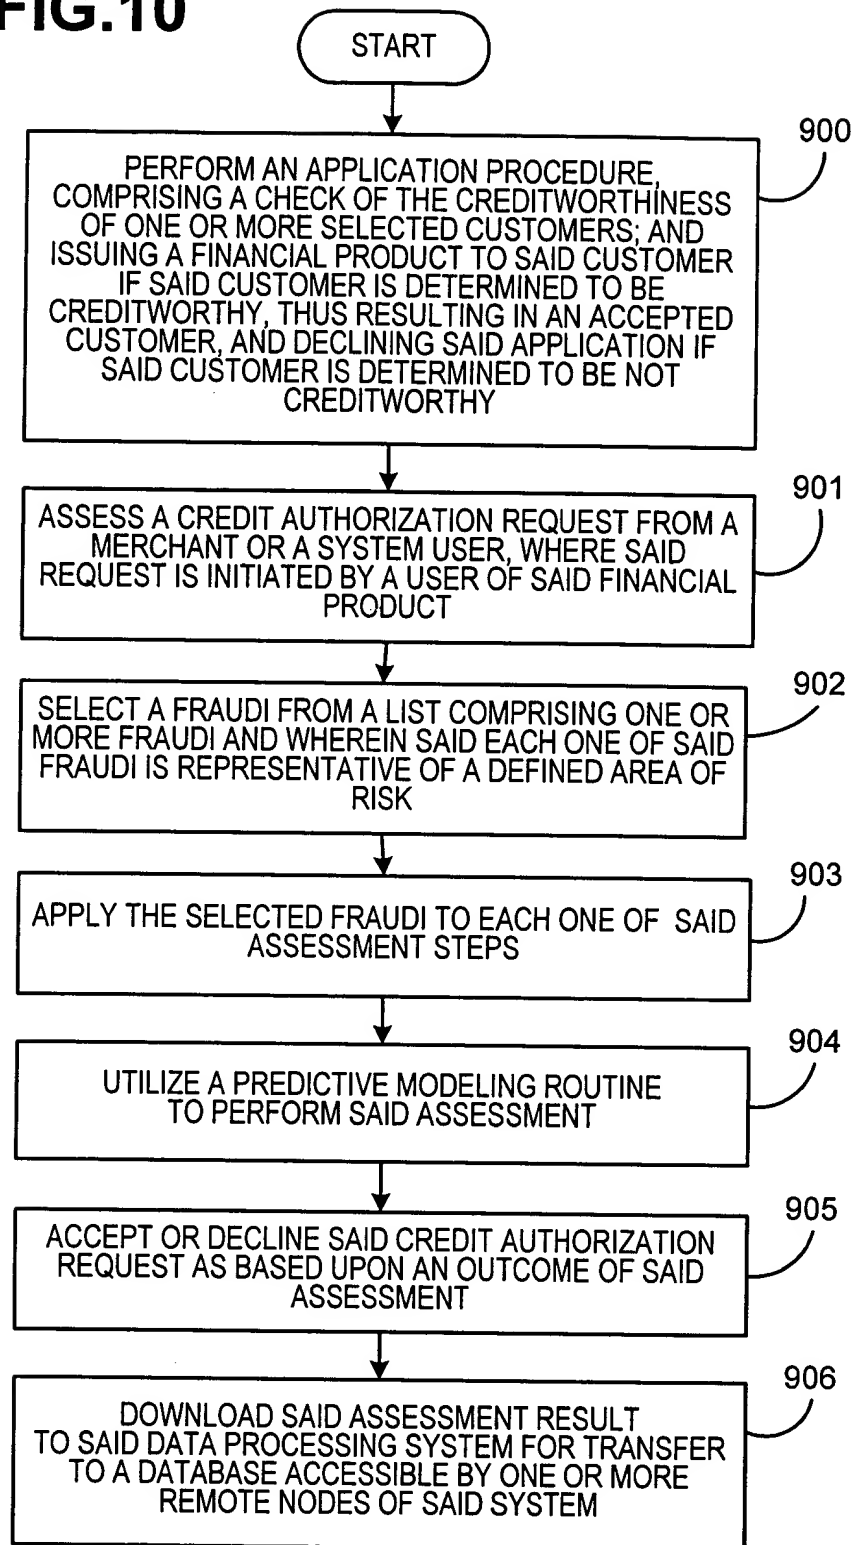 FIG.10
START
900
PERFORM AN APPLICATION PROCEDURE,
COMPRISING A CHECK OF THE CREDITWORTHINESS
OF ONE OR MORE SELECTED CUSTOMERS; AND
ISSUING A FINANCIAL PRODUCT TO SAID CUSTOMER
IF SAID CUSTOMER IS DETERMINED TO BE
CREDITWORTHY, THUS RESULTING IN AN ACCEPTED
CUSTOMER, AND DECLINING SAID APPLICATION IF
SAID CUSTOMER IS DETERMINED TO BE NOT
CREDITWORTHY
901
ASSESS A CREDIT AUTHORIZATION REQUEST FROM A
MERCHANT OR A SYSTEM USER, WHERE SAID
REQUEST IS INITIATED BY A USER OF SAID FINANCIAL
PRODUCT
902
SELECT A FRAUDI FROM A LIST COMPRISING ONE OR
MORE FRAUDI AND WHEREIN SAID EACH ONE OF SAID
FRAUDI IS REPRESENTATIVE OF A DEFINED AREA OF
RISK
903
APPLY THE SELECTED FRAUDI TO EACH ONE OF SAID
ASSESSMENT STEPS
904
UTILIZE A PREDICTIVE MODELING ROUTINE
TO PERFORM SAID ASSESSMENT
905
ACCEPT OR DECLINE SAID CREDIT AUTHORIZATION
REQUEST AS BASED UPON AN OUTCOME OF SAID
ASSESSMENT
906
DOWNLOAD SAID ASSESSMENT RESULT
TO SAID DATA PROCESSING SYSTEM FOR TRANSFER
TO A DATABASE ACCESSIBLE BY ONE OR MORE
REMOTE NODES OF SAID SYSTEM